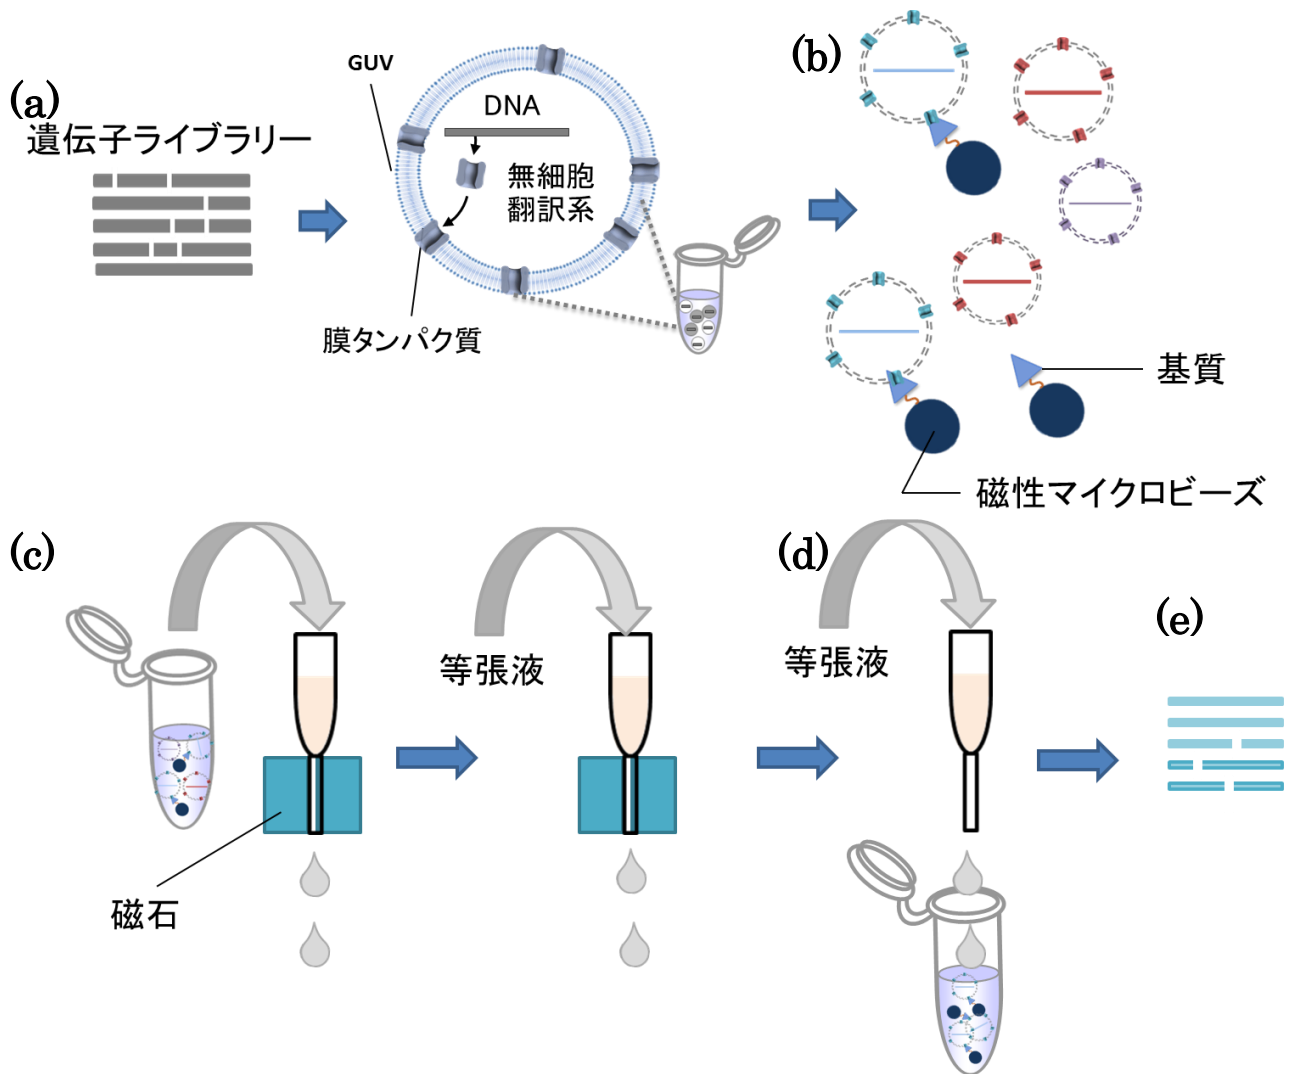 (a)
遺伝子ライブラリー
GUV
DNA
無細胞
翻訳系
膜タンパク質
(b)
基質
磁性マイクロビーズ
(c)
磁石
等張液
(d)
等張液
(e)